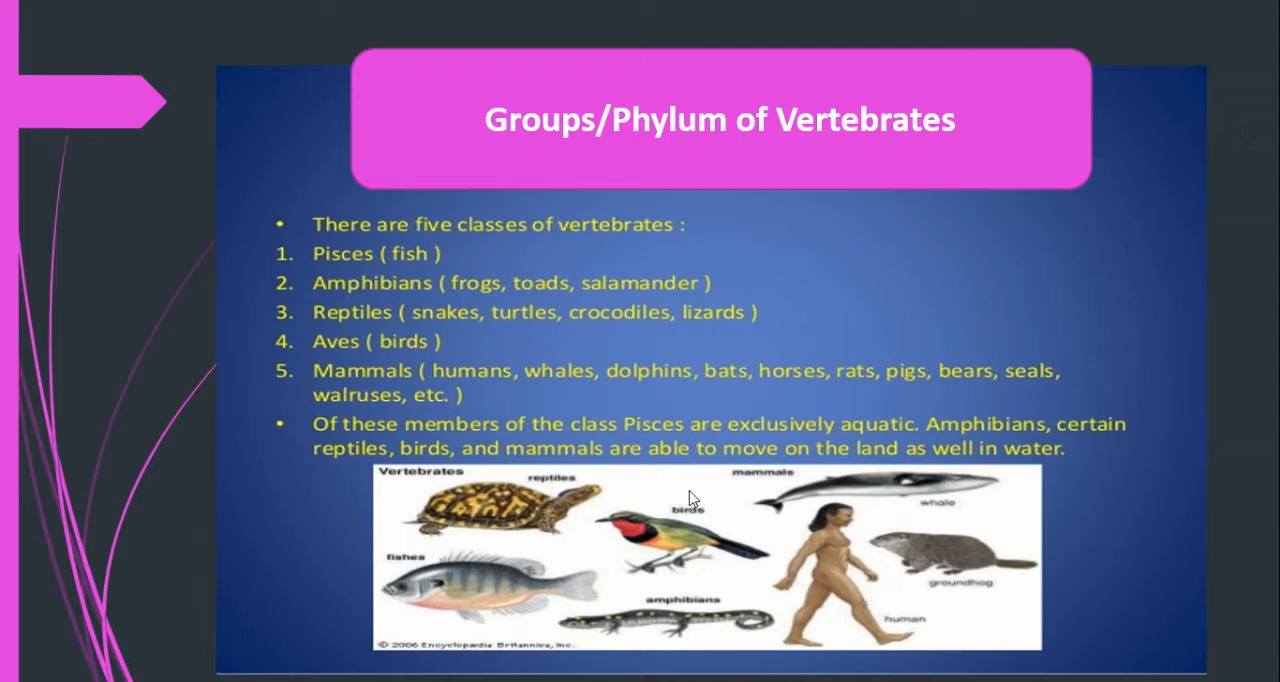 Groups/Phylum of Vertebrates
• There are five classes of vertebrates :
1. Pisces ( fish )
2. Amphibians ( frogs, toads, salamander )
3. Reptiles ( snakes, turtles, crocodiles, lizards )
4. Aves ( birds )
5. Mammals ( humans, whales, dolphins, bats, horses, rats, pigs, bears, seals,
walruses, etc. )
• Of these members of the class Pisces are exclusively aquatic. Amphibians, certain
reptiles, birds, and mammals are able to move on the land as well in water.
Vertebrates
reptiles
birds
mammals
whale
fishes
groundhog
amphibians
human
© 2006 Encyclopædia Britannica, Inc.